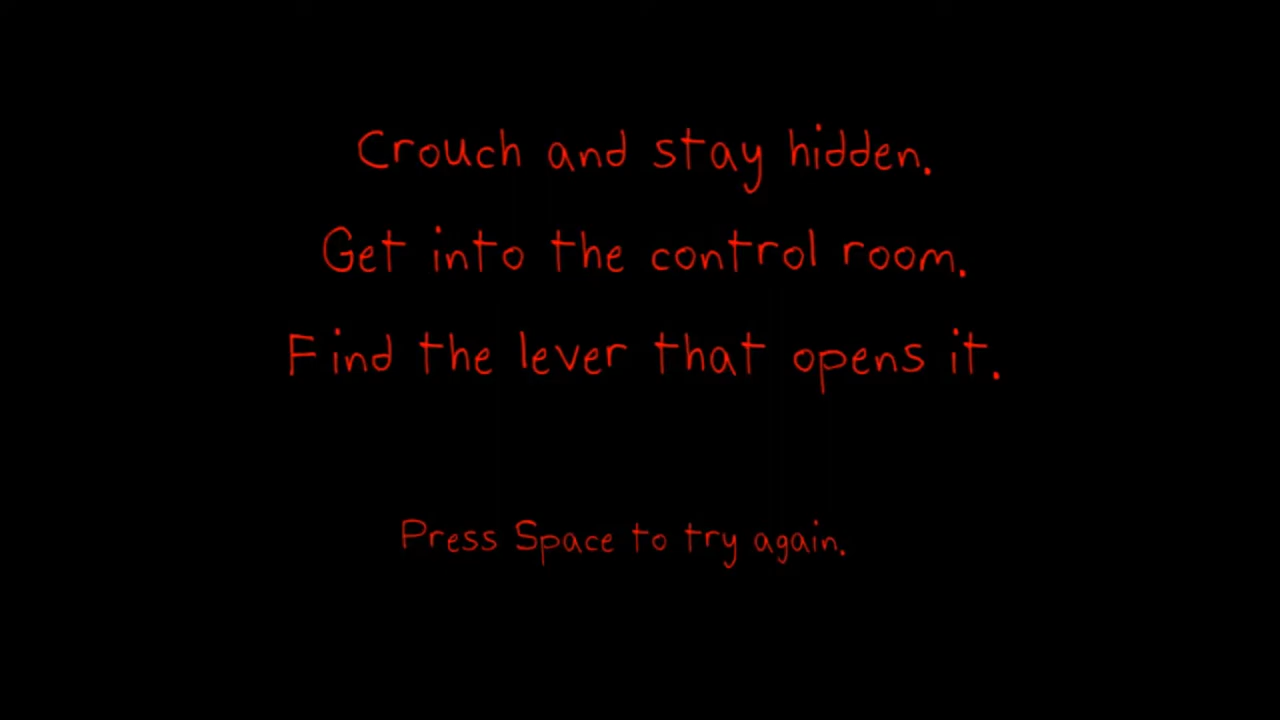 Crouch and stay hidden.
Get into the control room.
Find the lever that opens it.
Press Space to try again.